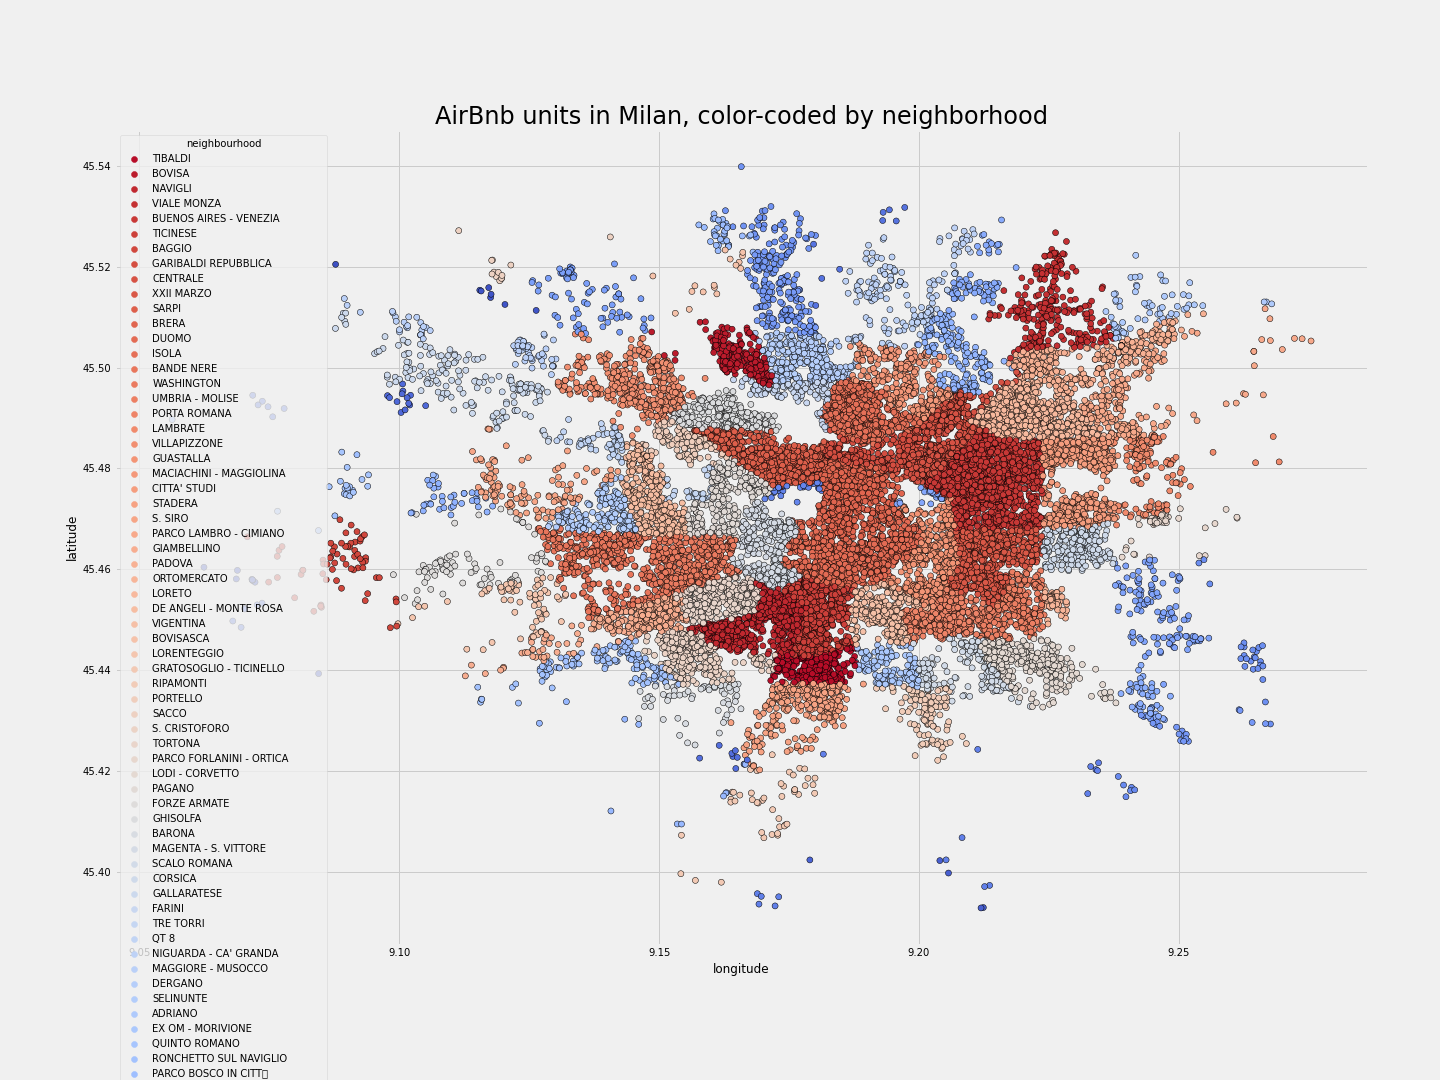 AirBnb units in Milan, color-coded by neighborhood
neighbourhood
TIBALDI
BOVISA
NAVIGLI
VIALE MONZA
BUENOS AIRES - VENEZIA
TICINESE
BAGGIO
GARIBALDI REPUBBLICA
CENTRALE
XXII MARZO
SARPI
BRERA
DUOMO
ISOLA
BANDE NERE
WASHINGTON
UMBRIA - MOLISE
PORTA ROMANA
LAMBRATE
VILLAPIZZONE
GUASTALLA
MACIACHINI - MAGGIOLINA
CITTA' STUDI
STADERA
S. SIRO
PARCO LAMBRO - CIMIANO
GIAMBELLINO
PADOVA
ORTOMERCATO
LORETO
DE ANGELI - MONTE ROSA
VIGENTINA
BOVISASCA
LORENTEGGIO
GRATOSOGLIO - TICINELLO
RIPAMONTI
PORTELLO
SACCO
S. CRISTOFORO
TORTONA
PARCO FORLANINI - ORTICA
LODI - CORVETTO
PAGANO
FORZE ARMATE
GHISOLFA
BARONA
MAGENTA - S. VITTORE
SCALO ROMANA
CORSICA
GALLARATESE
FARINI
TRE TORRI
QT 8
NIGUARDA - CA' GRANDA
MAGGIORE - MUSOCCO
DERGANO
SELINUNTE
ADRIANO
EX OM - MORIVIONE
QUINTO ROMANO
RONCHETTO SUL NAVIGLIO
PARCO BOSCO IN CITT▯
45.54
45.52
45.50
45.48
45.46
45.44
45.42
45.40
latitude
9.05
9.10
9.15
9.20
9.25
longitude